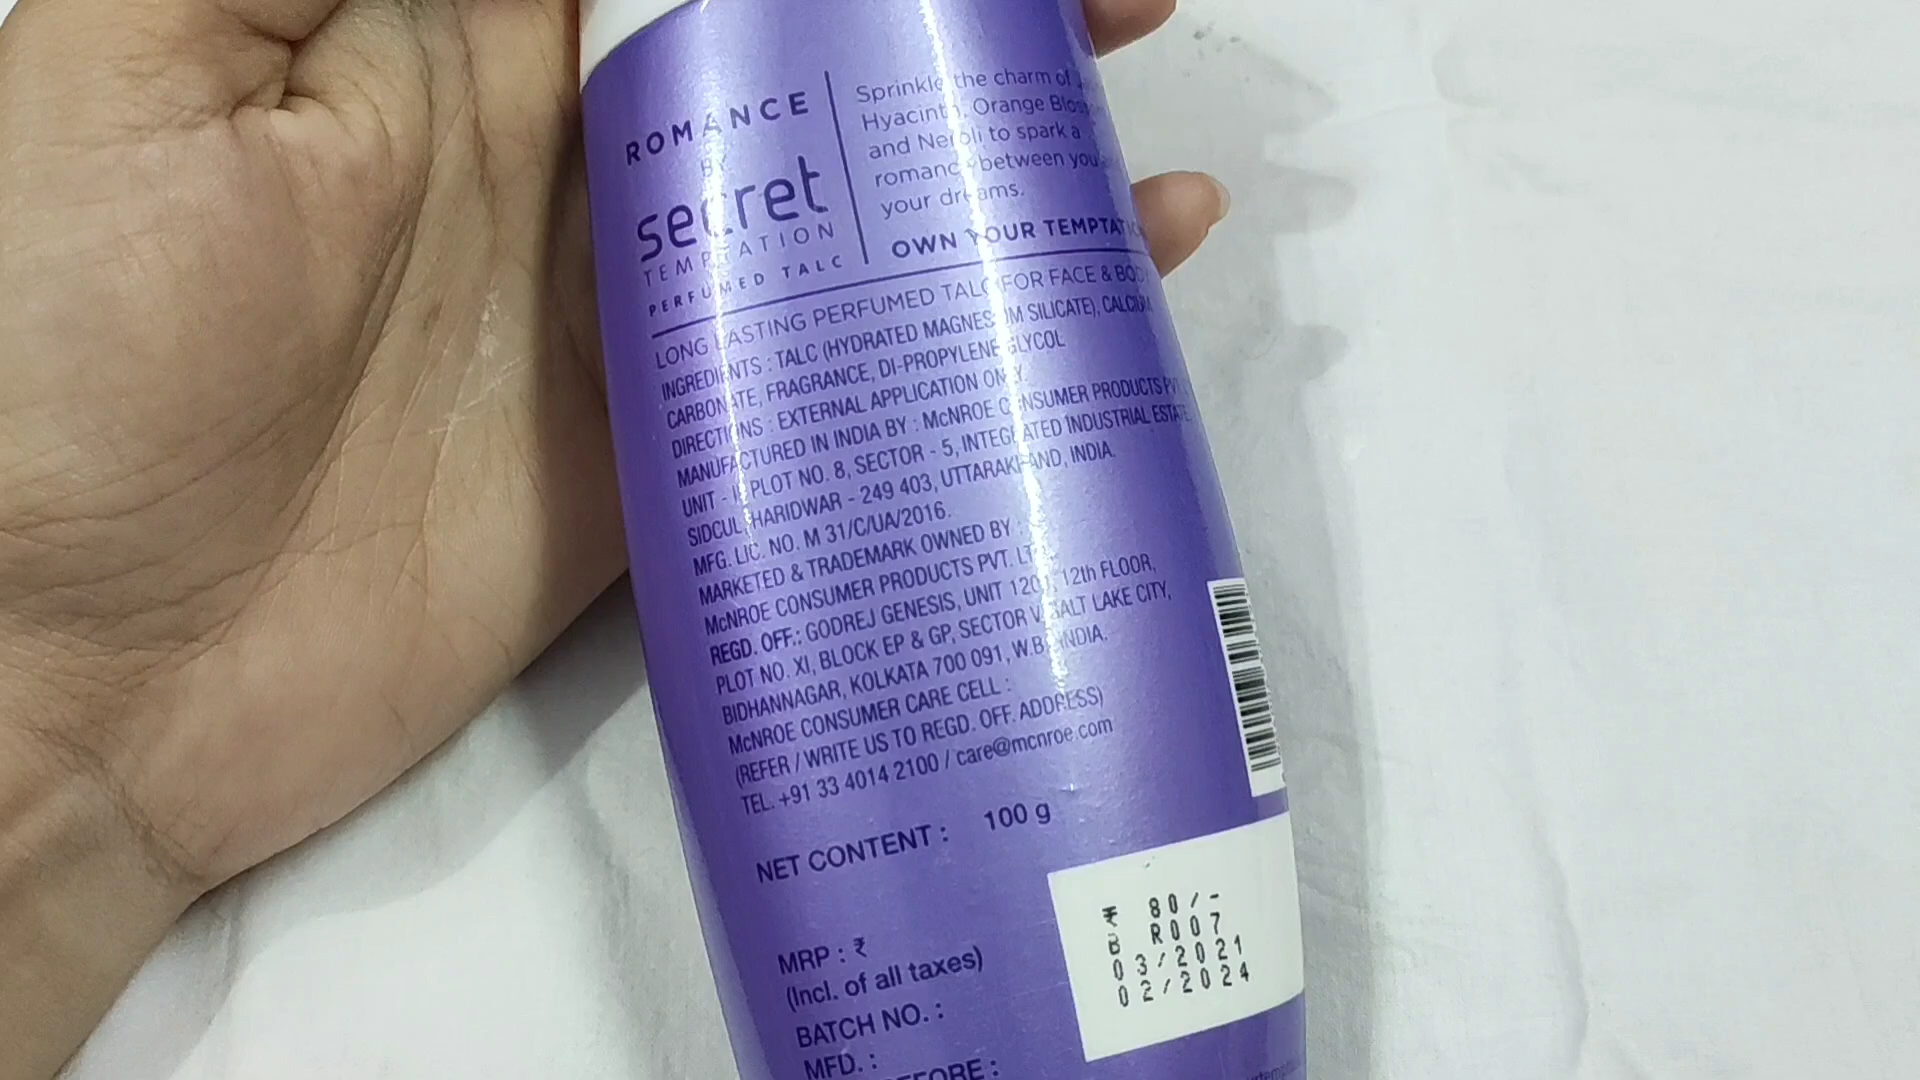 ROMANCE
BY
secret
TEMPTATION
PERFUMED TALC
Sprinkle the charm of
Hyacinth, Orange
and Neroli to spark a
romance between you
your dreams.
OWN YOUR
LONG LASTING PERFUMED TALC FOR FACE &
INGREDIENTS : TALC (HYDRATED MAGNESIUM SILICATE), CALCIUM
CARBONATE, FRAGRANCE, DI-PROPYLENE GLYCOL
DIRECTIONS : EXTERNAL APPLICATION ONLY.
MANUFACTURED IN INDIA BY : McNROE CONSUMER PRODUCTS
UNIT - PLOT NO. 8, SECTOR - 5, INTEGRATED INDUSTRIAL ESTATE
SIDCUL, HARIDWAR - 249 403, UTTARAKHAND, INDIA.
MFG. LIC. NO. M 31/C/UA/2016.
MARKETED & TRADEMARK OWNED BY :
McNROE CONSUMER PRODUCTS PVT.
REGD. OFF.: GODREJ GENESIS, UNIT 12th FLOOR,
PLOT NO. XI, BLOCK EP & GP, SECTOR SALT LAKE CITY,
BIDHANNAGAR, KOLKATA 700 091, W.B. INDIA.
McNROE CONSUMER CARE CELL :
(REFER / WRITE US TO REGD. OFF. ADDRESS)
TEL. +91 33 4014 2100 / care@mcnroe.com
NET CONTENT : 100 g
MRP : ₹
(Incl. of all taxes)
BATCH NO. :
MFD. :
₹ 80/-
B R007
03/2021
02/2024